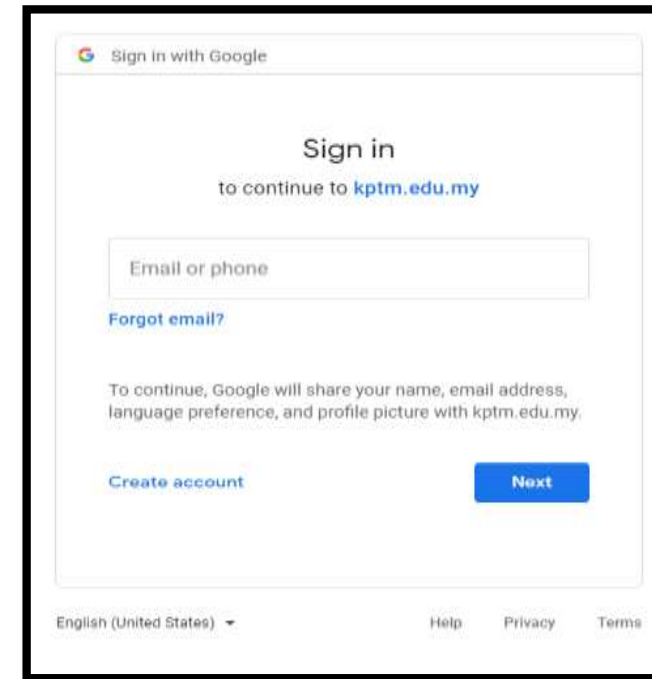 Sign in with Google
Sign in
to continue to kptm.edu.my
Email or phone
Forgot email?
To continue, Google will share your name, email address,
language preference, and profile picture with kptm.edu.my.
Create account
Next
English (United States)
Help Privacy Terms